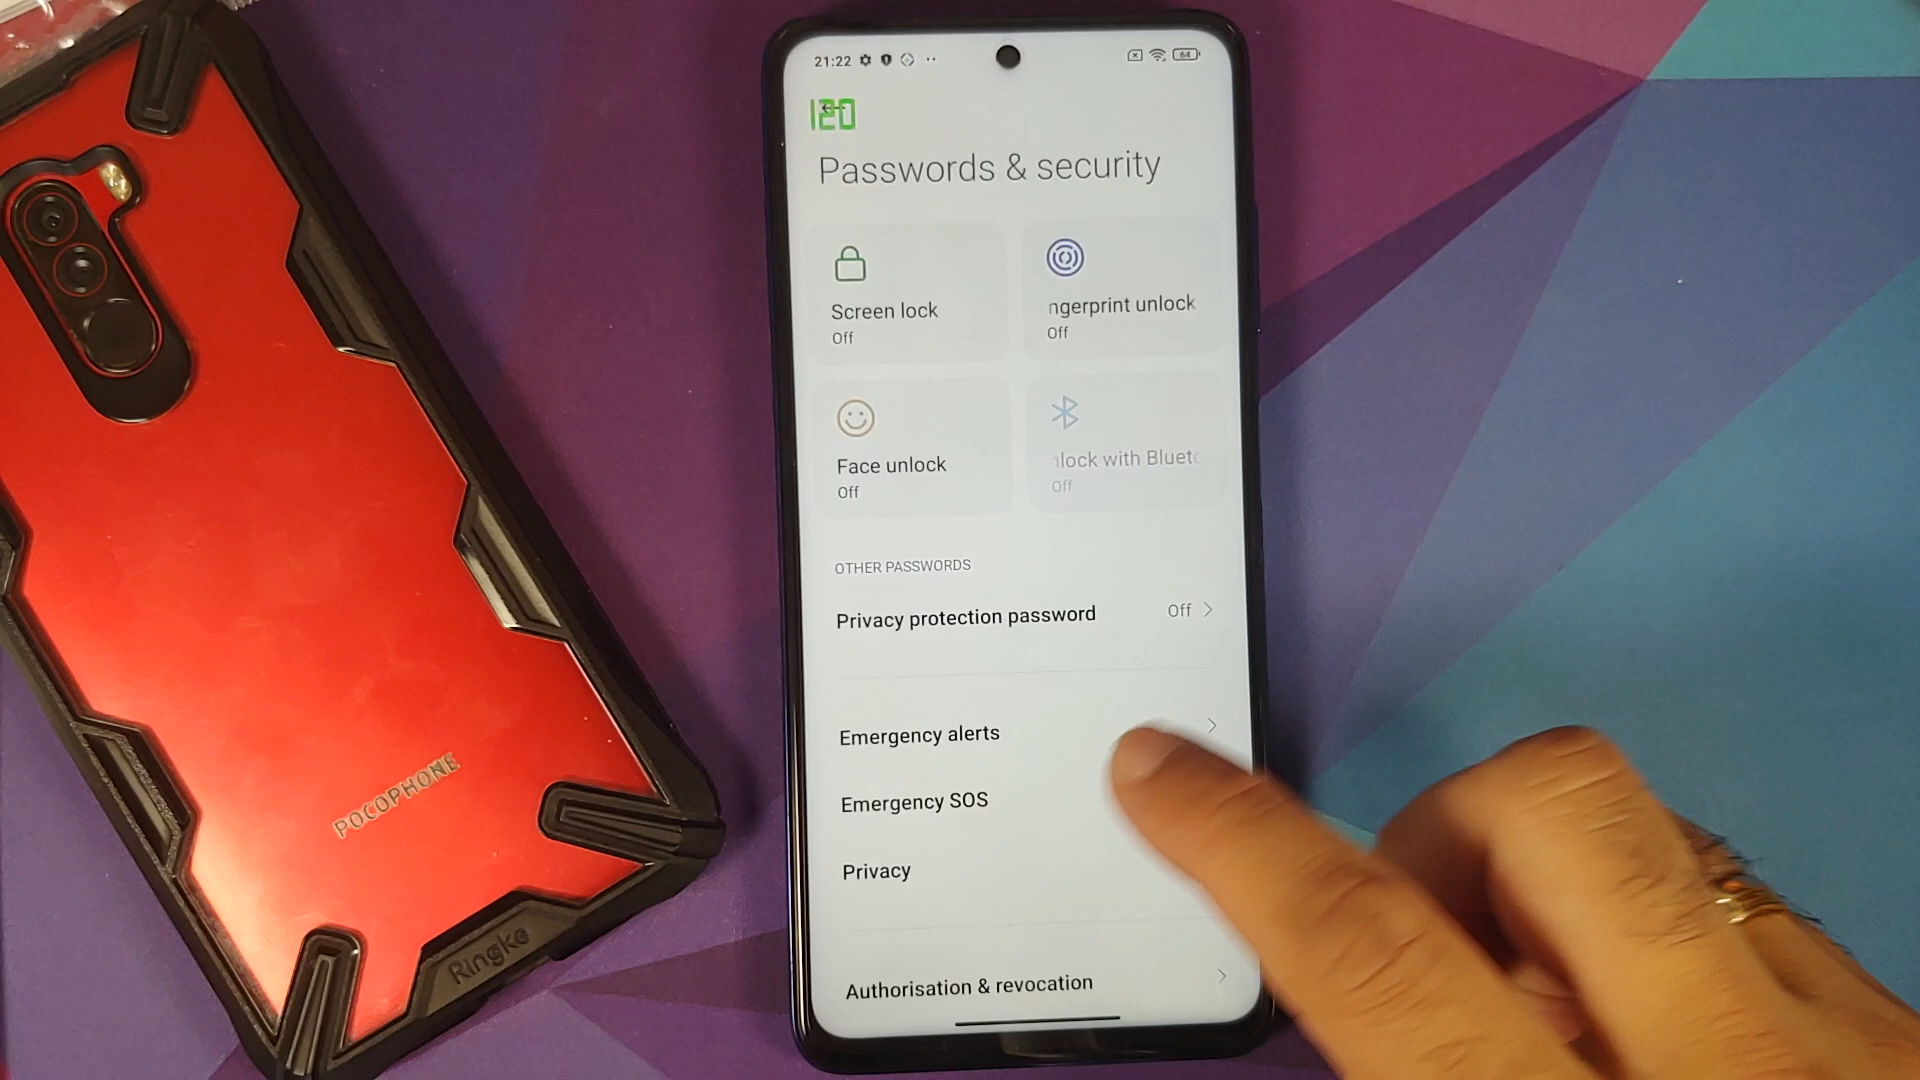 21:22
64
120
Passwords & security
Screen lock
Off
ngerprint unlock
Off
Face unlock
Off
lock with Bluet
Off
OTHER PASSWORDS
Privacy protection password
Off
Emergency alerts
Emergency SOS
Privacy
Authorisation & revocation
POCOPHONE
Ringke